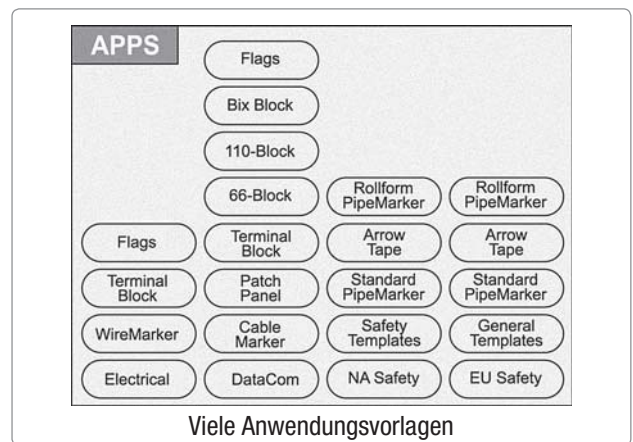 APPS
Flags
Bix Block
110-Block
66-Block
Rollform
PipeMarker
Rollform
PipeMarker
Flags
Terminal
Block
Arrow
Tape
Arrow
Tape
Terminal
Block
Patch
Panel
Standard
PipeMarker
Standard
PipeMarker
WireMarker
Cable
Marker
Safety
Templates
General
Templates
Electrical
DataCom
NA Safety
EU Safety
Viele Anwendungsvorlagen